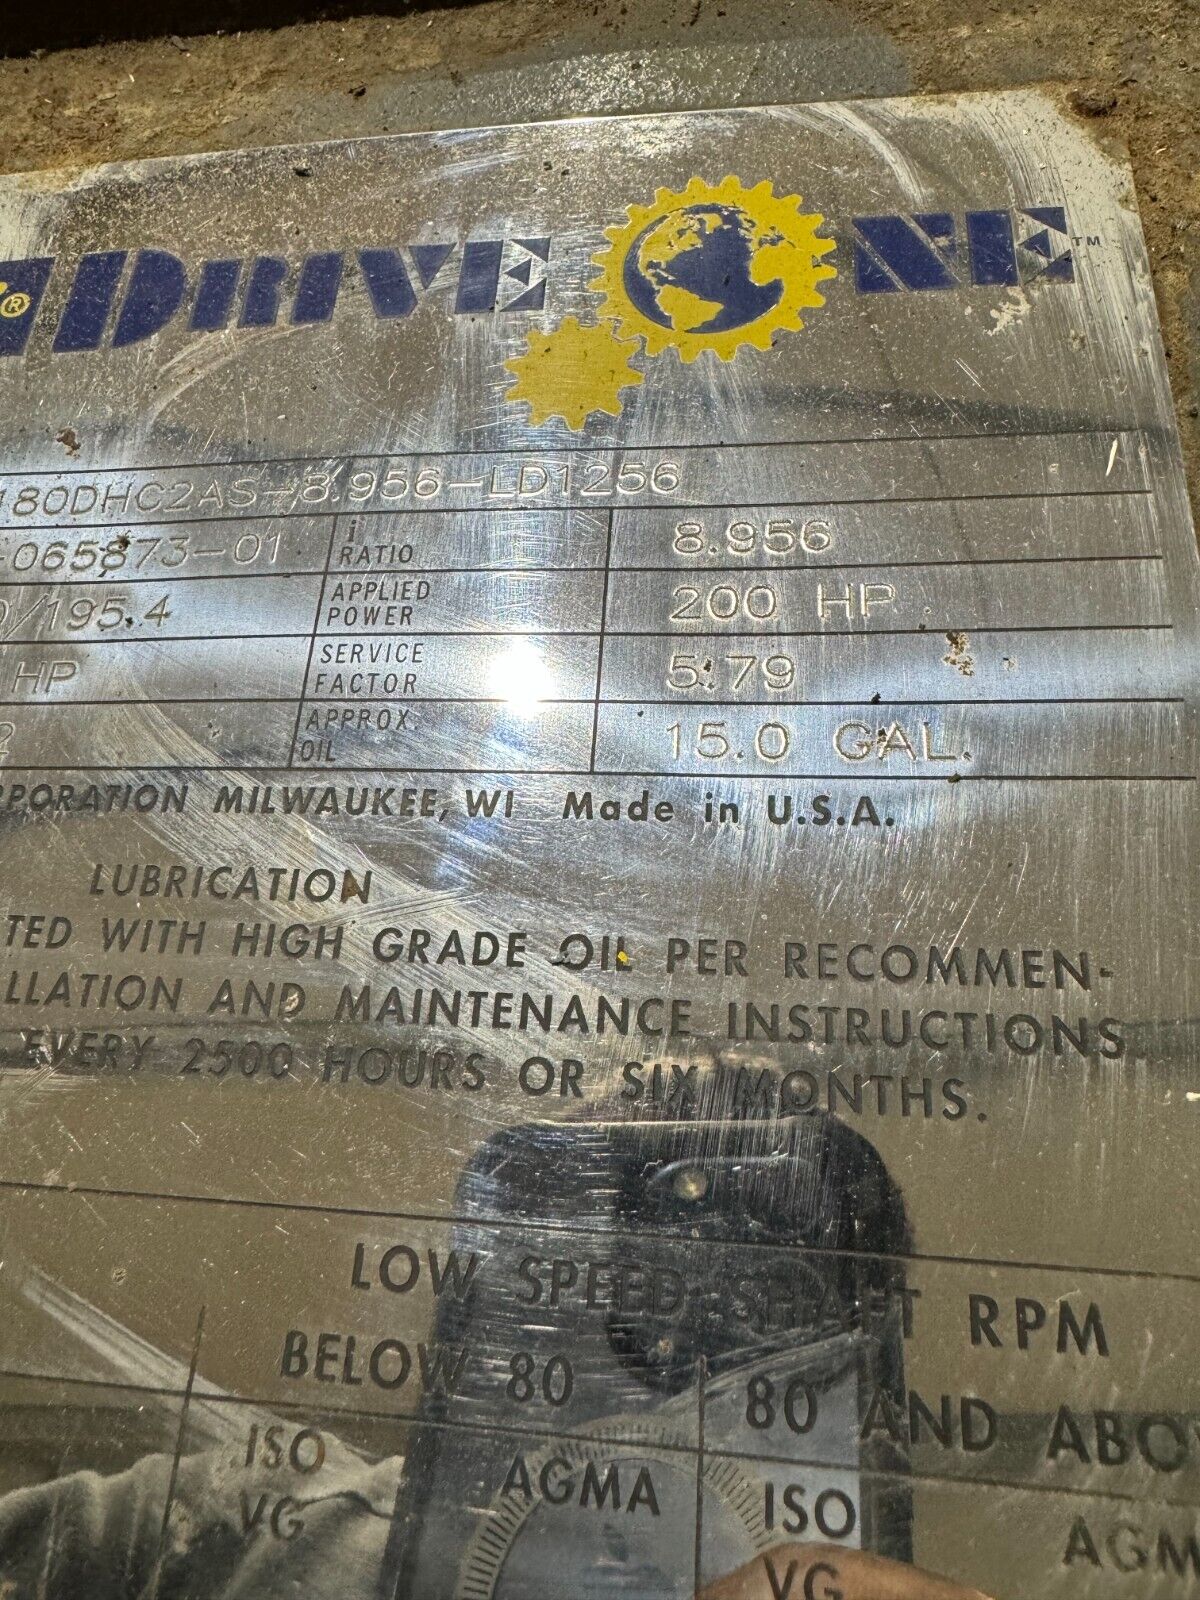 ® DRIVE ONE™
180DHC2AS-8.956-LD1256
-065873-01 i RATIO 8.956
/195.4 APPLIED POWER 200 HP
HP SERVICE FACTOR 5.79
2 APPROX. OIL 15.0 GAL.
RPORATION MILWAUKEE, WI Made in U.S.A.
LUBRICATION
TED WITH HIGH GRADE OIL PER RECOMMEN-
LLATION AND MAINTENANCE INSTRUCTIONS.
EVERY 2500 HOURS OR SIX MONTHS.
LOW SPEED SHAFT RPM
BELOW 80 80 AND ABOV
ISO VG AGMA ISO VG AGM